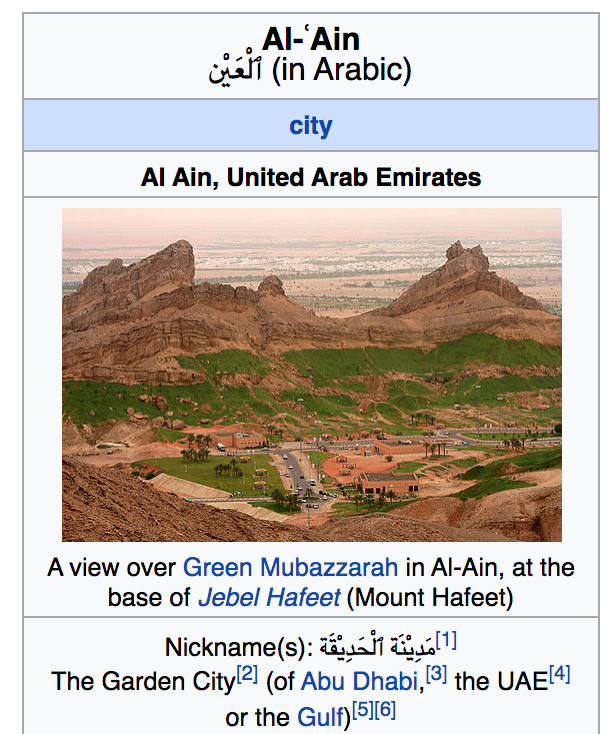 Al-ʿAin
ٱلْعَيْن (in Arabic)
city
Al Ain, United Arab Emirates
A view over Green Mubazzarah in Al-Ain, at the
base of Jebel Hafeet (Mount Hafeet)
Nickname(s): مَدِيْنَة ٱلْحَدِيْقَة[1]
The Garden City[2] (of Abu Dhabi,[3] the UAE[4]
or the Gulf)[5][6]